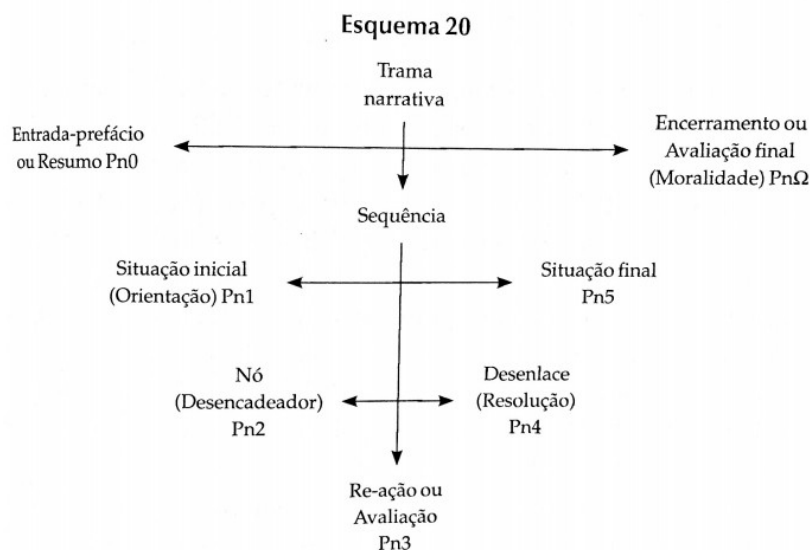 Esquema 20
Trama
narrativa
Entrada-prefácio
ou Resumo Pn0
Encerramento ou
Avaliação final
(Moralidade) PnΩ
Sequência
Situação inicial
(Orientação) Pn1
Situação final
Pn5
Nó
(Desencadeador)
Pn2
Desenlace
(Resolução)
Pn4
Re-ação ou
Avaliação
Pn3